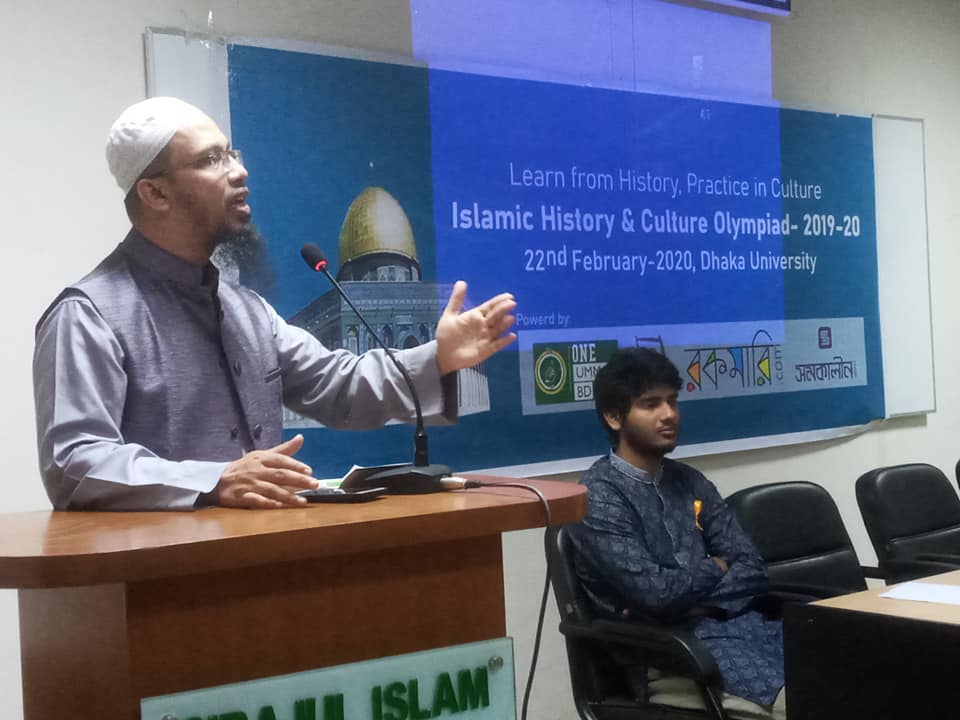 Learn from History, Practice in Culture
Islamic History & Culture Olympiad- 2019-20
22nd February-2020, Dhaka University
Powerd by
ONE
UMM
BD
রকমারি.com
সমকালীন
ISLAM